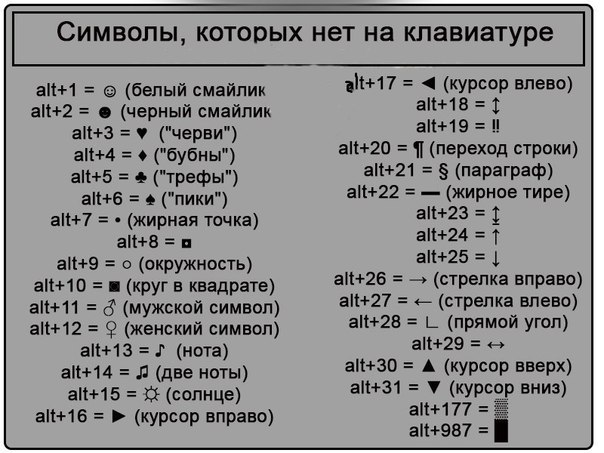 Символы, которых нет на клавиатуре
alt+1 = ☺ (белый смайлик
alt+2 = ☻ (черный смайлик
alt+3 = ♥ ("черви")
alt+4 = ♦ ("бубны")
alt+5 = ♣ ("трефы")
alt+6 = ♠ ("пики")
alt+7 = • (жирная точка)
alt+8 = ◘
alt+9 = ○ (окружность)
alt+10 = ◙ (круг в квадрате)
alt+11 = ♂ (мужской символ)
alt+12 = ♀ (женский символ)
alt+13 = ♪ (нота)
alt+14 = ♫ (две ноты)
alt+15 = ☼ (солнце)
alt+16 = ► (курсор вправо)
alt+17 = ◄ (курсор влево)
alt+18 = ↕
alt+19 = ‼
alt+20 = ¶ (переход строки)
alt+21 = § (параграф)
alt+22 = ▬ (жирное тире)
alt+23 = ↨
alt+24 = ↑
alt+25 = ↓
alt+26 = → (стрелка вправо)
alt+27 = ← (стрелка влево)
alt+28 = ∟ (прямой угол)
alt+29 = ↔
alt+30 = ▲ (курсор вверх)
alt+31 = ▼ (курсор вниз)
alt+177 = ▒
alt+987 = █